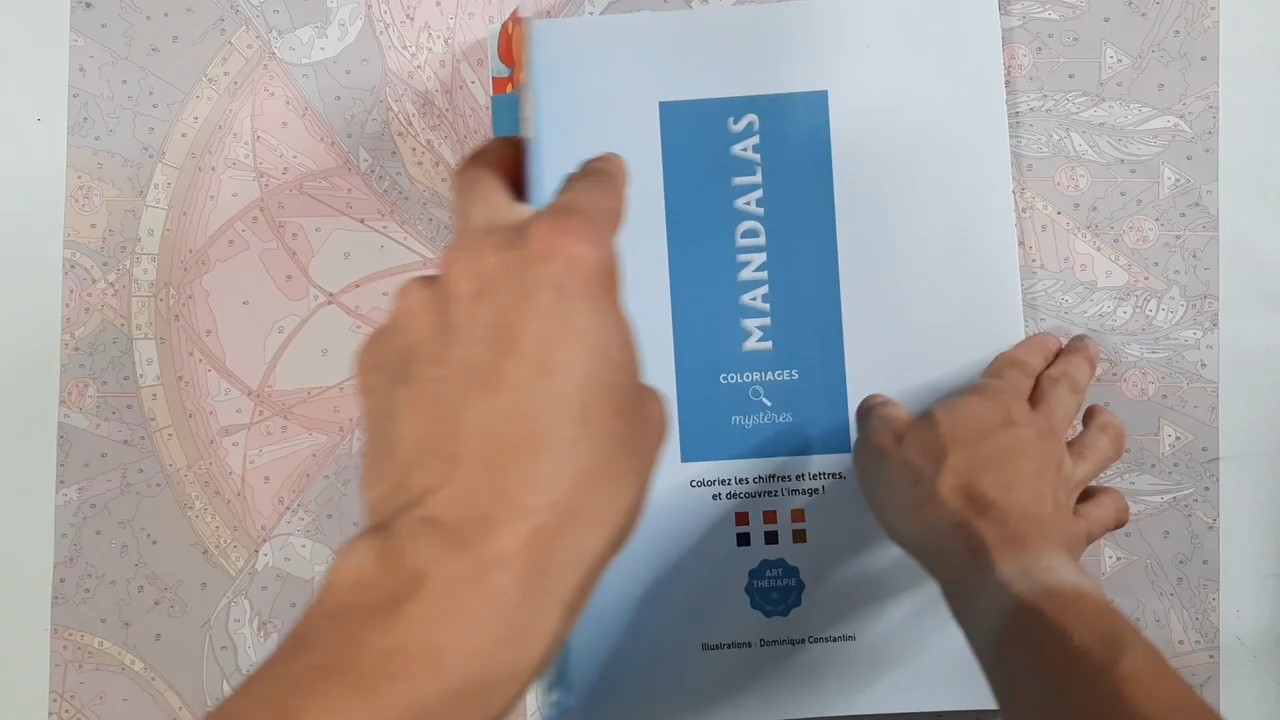 MANDALAS
COLORIAGES
mystères
Coloriez les chiffres et lettres,
et découvrez l'image !
ART
THÉRAPIE
Illustrations : Dominique Constantini